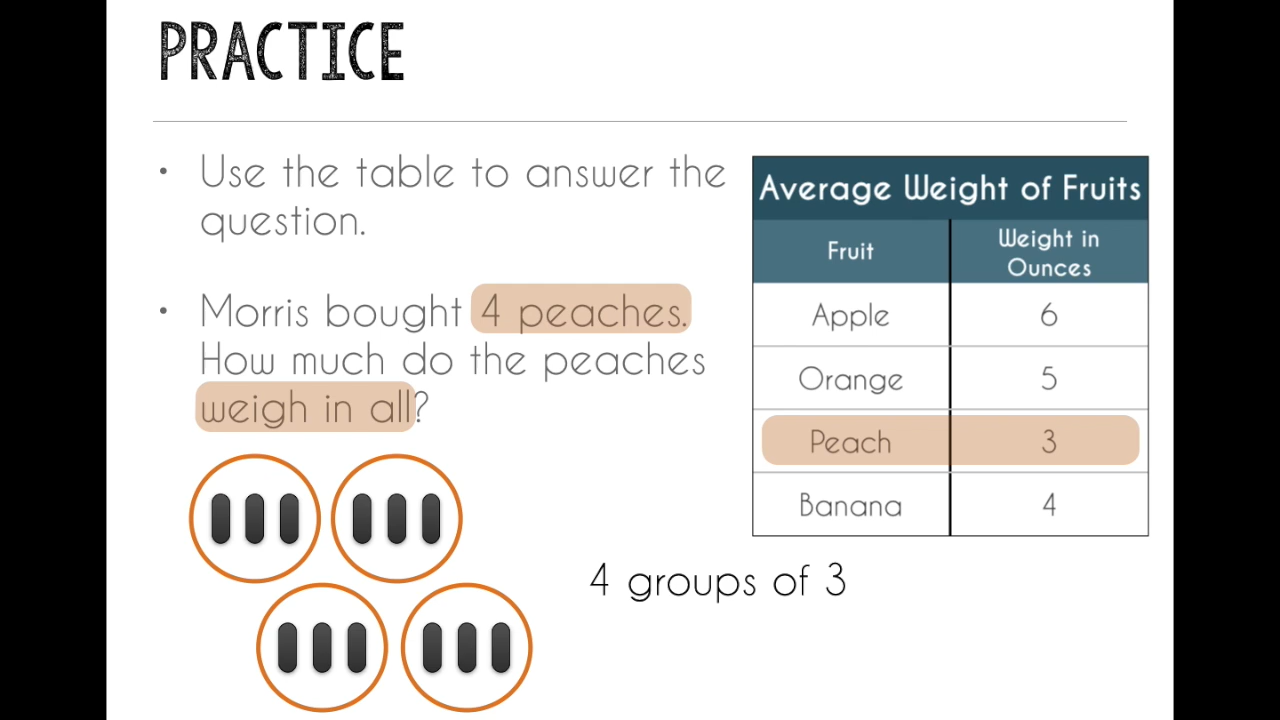 PRACTICE
• Use the table to answer the
question.
• Morris bought 4 peaches.
How much do the peaches
weigh in all?
Average Weight of Fruits
Fruit Weight in Ounces
Apple 6
Orange 5
Peach 3
Banana 4
4 groups of 3